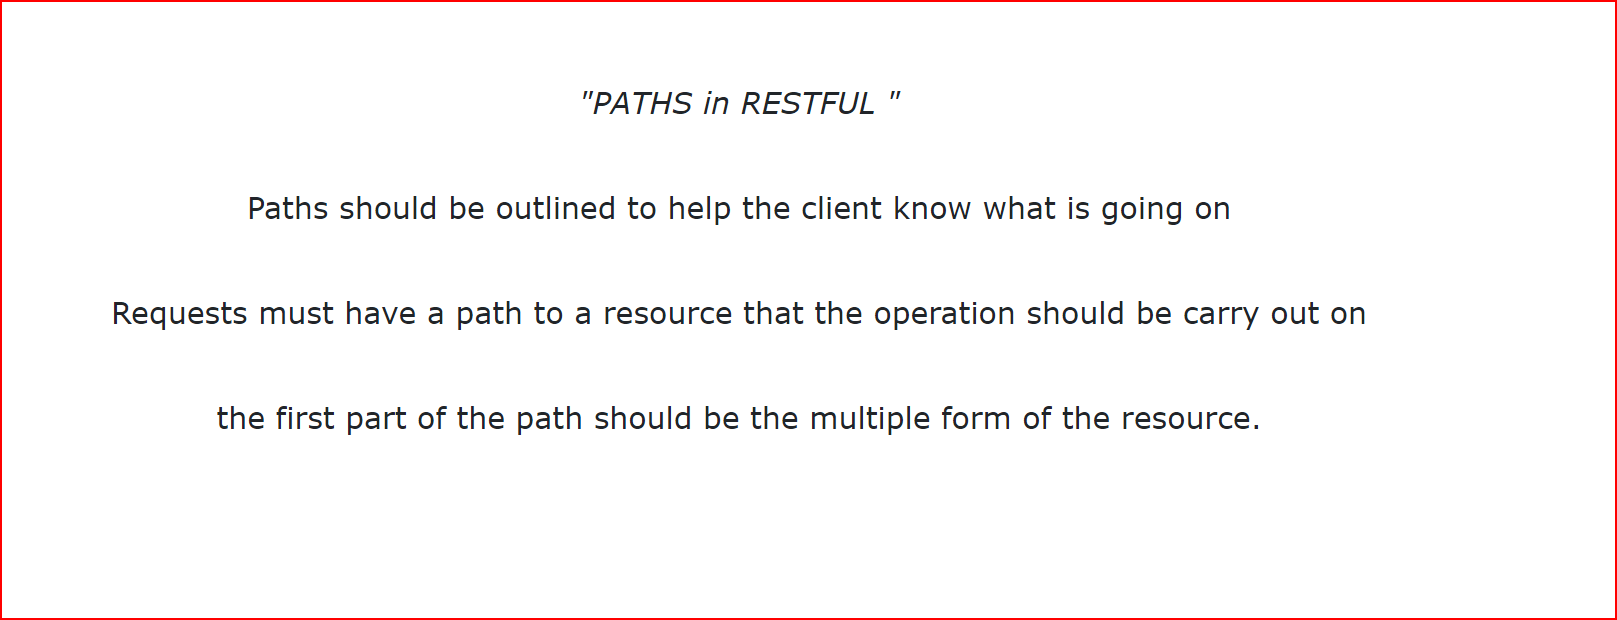 "PATHS in RESTFUL "
Paths should be outlined to help the client know what is going on
Requests must have a path to a resource that the operation should be carry out on
the first part of the path should be the multiple form of the resource.